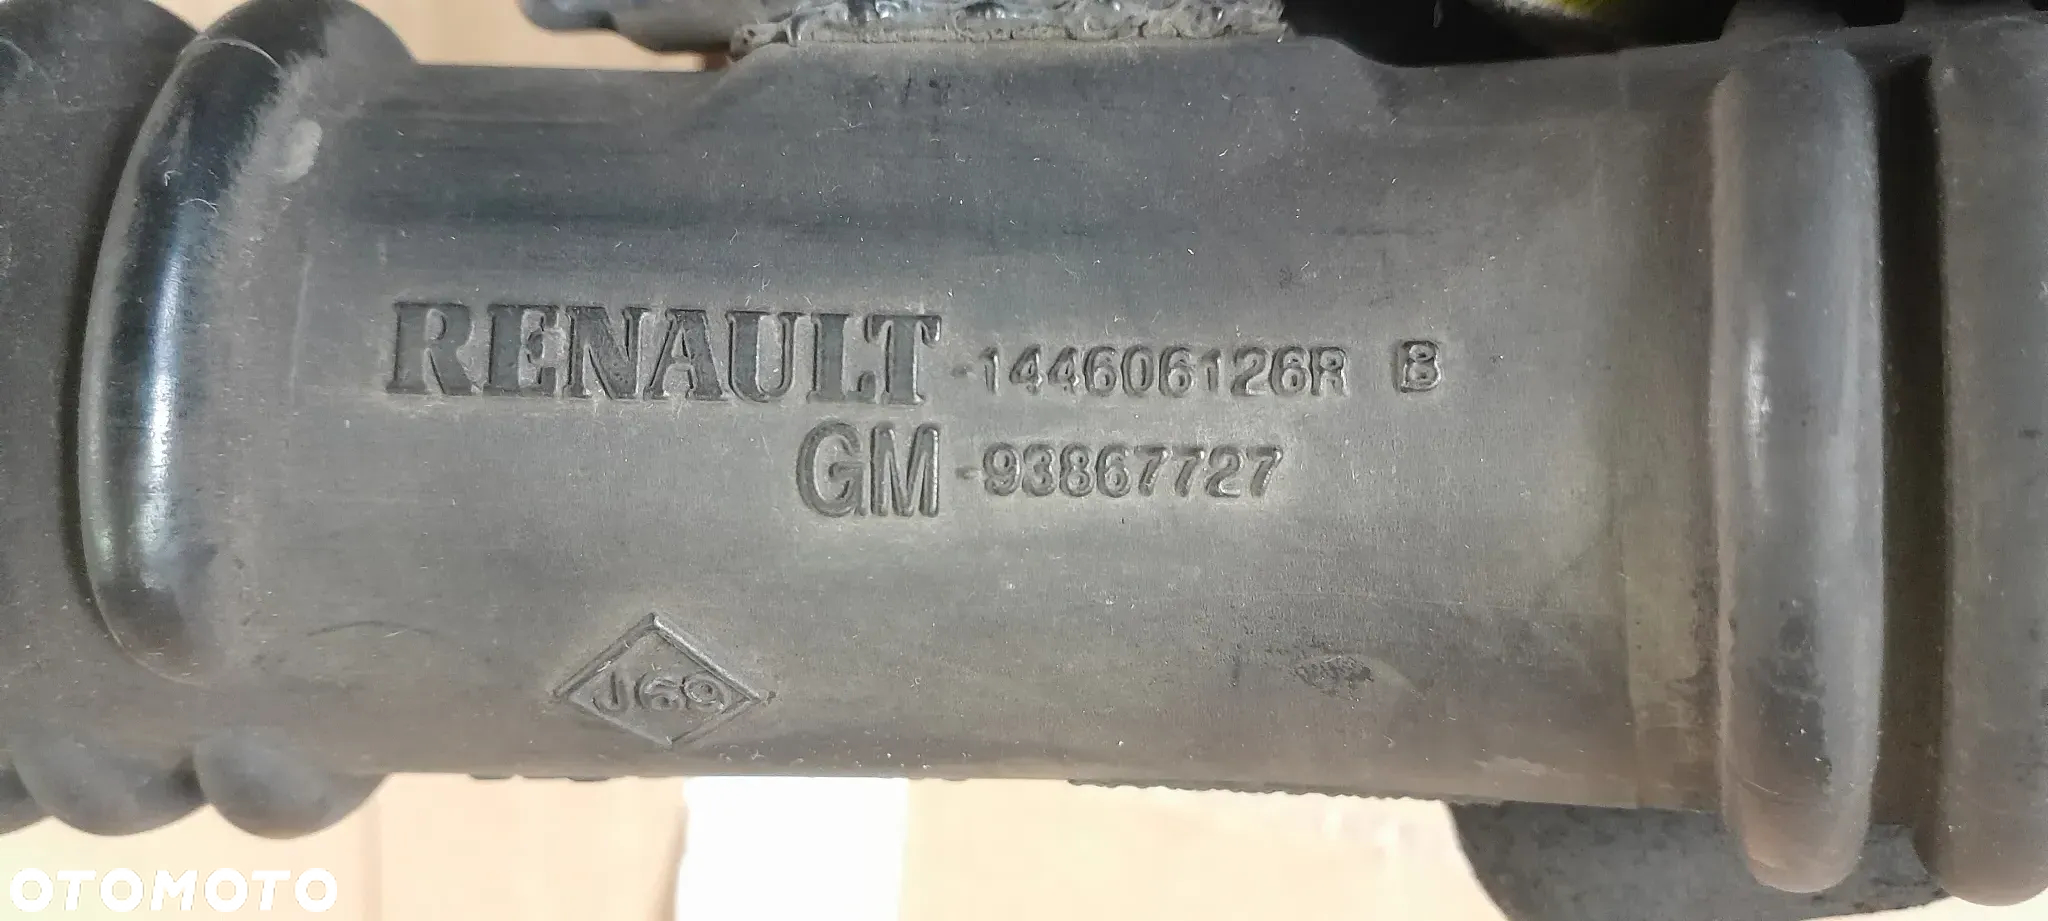 RENAULT -144606126R B
GM -93867727
J69
OTOMOTO